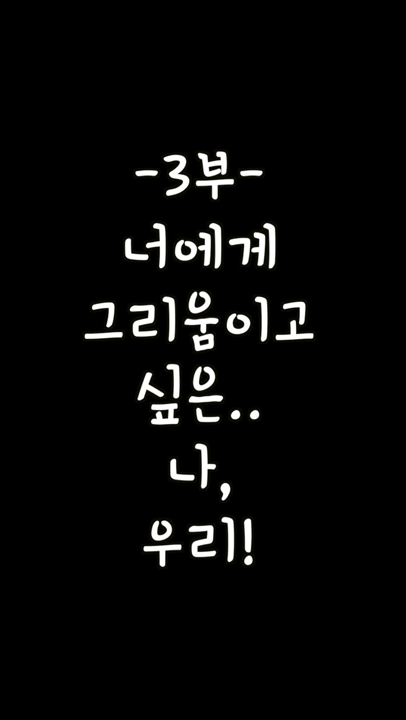 -3부-
너에게
그리움이고
싶은..
나,
우리!